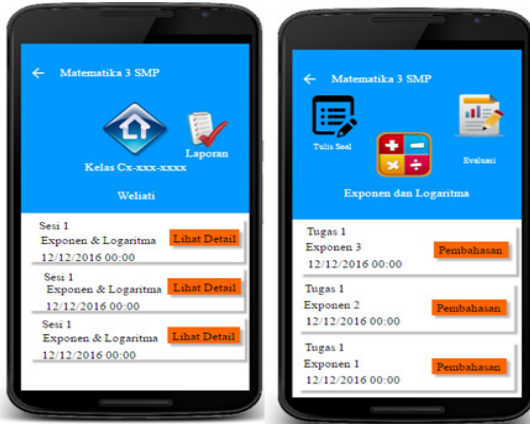 Matematika 3 SMP
Laporan
Kelas Cx-xxx-xxxx
Weliati
Sesi 1
Exponen & Logaritma
Lihat Detail
12/12/2016 00:00
Sesi 1
Exponen & Logaritma
Lihat Detail
12/12/2016 00:00
Sesi 1
Exponen & Logaritma
Lihat Detail
12/12/2016 00:00
Matematika 3 SMP
Tulis Soal
Evaluasi
Exponen dan Logaritma
Tugas 1
Exponen 3
Pembahasan
12/12/2016 00:00
Tugas 1
Exponen 2
Pembahasan
12/12/2016 00:00
Tugas 1
Exponen 1
Pembahasan
12/12/2016 00:00